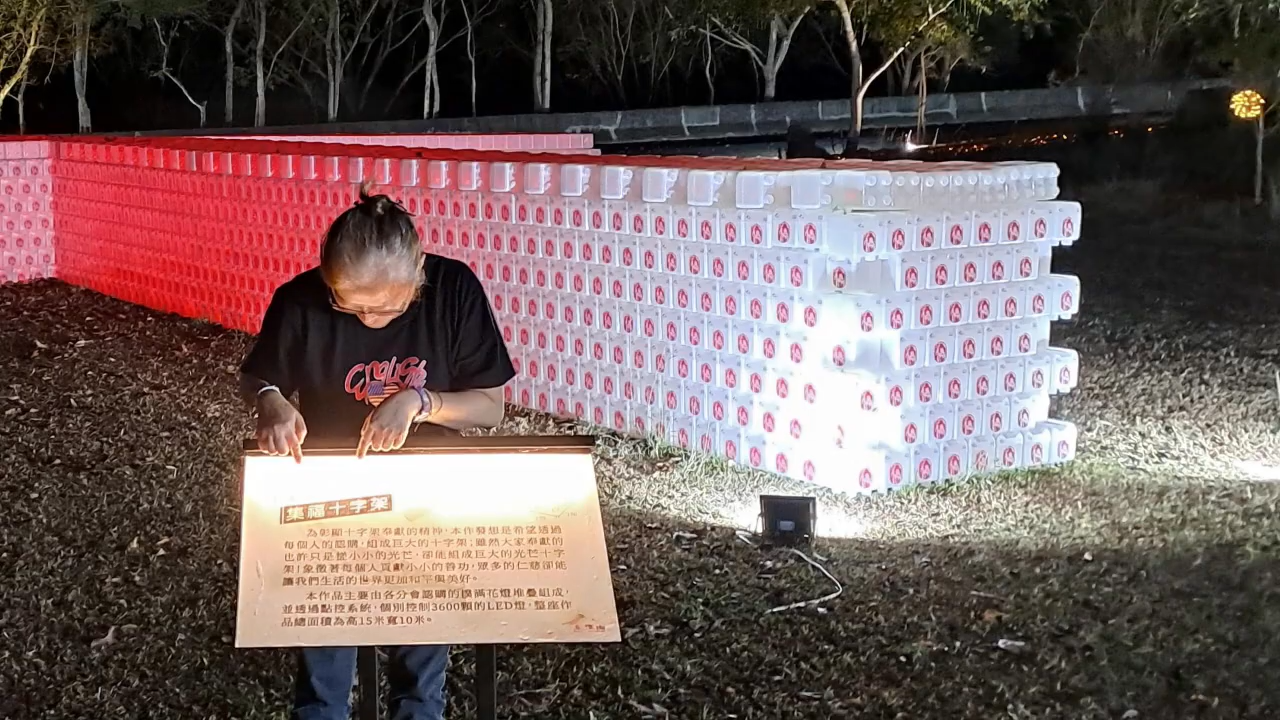 集福十字架
為彰顯十字架奉獻的精神，本作發想是希望透過
每個人的認購，組成巨大的十字架；雖然大家奉獻的
也許只是從小小的光芒，卻能組成巨大的光芒十字
架！象徵著每個人貢獻小小的善功，眾多的仁慈卻能
讓我們生活的世界更加和平與美好。
本作品主要由各分會認購的撲滿花燈堆疊組成，
並透過點控系統，個別控制3600顆的LED燈，整座作
品總面積為高15米寬10米。